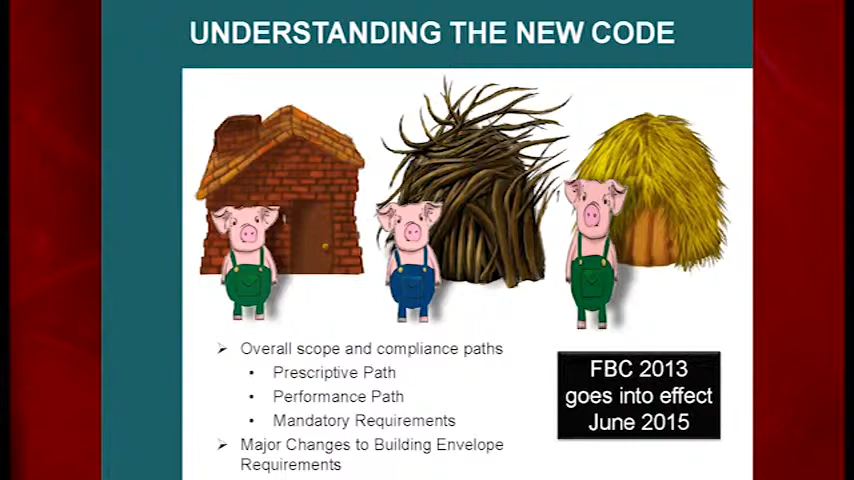 UNDERSTANDING THE NEW CODE
➢ Overall scope and compliance paths
• Prescriptive Path
• Performance Path
• Mandatory Requirements
➢ Major Changes to Building Envelope
Requirements
FBC 2013
goes into effect
June 2015